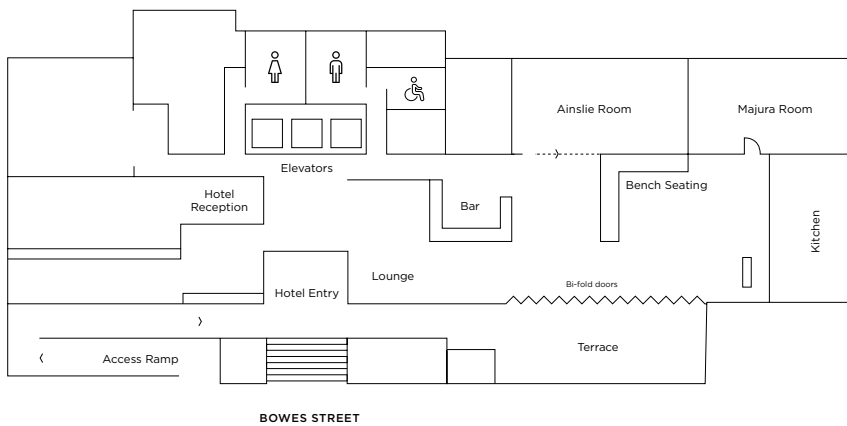 Ainslie Room
Majura Room
Elevators
Hotel
Reception
Bar
Bench Seating
Kitchen
Lounge
Hotel Entry
Bi-fold doors
Terrace
Access Ramp
BOWES STREET